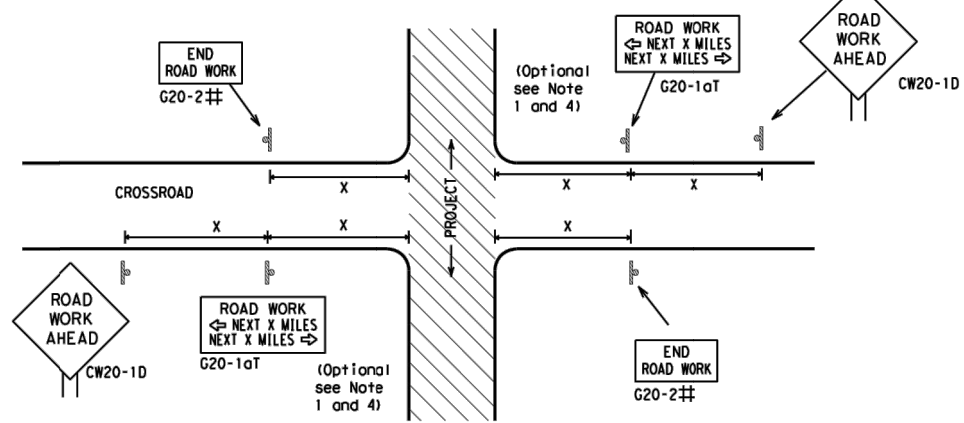 ROAD
WORK
AHEAD
CW20-1D
ROAD WORK
⇦ NEXT X MILES
NEXT X MILES ⇨
G20-1aT
(Optional
see Note
1 and 4)
END
ROAD WORK
G20-2#
X
X
X
CROSSROAD
PROJECT
X
X
X
ROAD
WORK
AHEAD
CW20-1D
ROAD WORK
⇦ NEXT X MILES
NEXT X MILES ⇨
G20-1aT
(Optional
see Note
1 and 4)
END
ROAD WORK
G20-2#